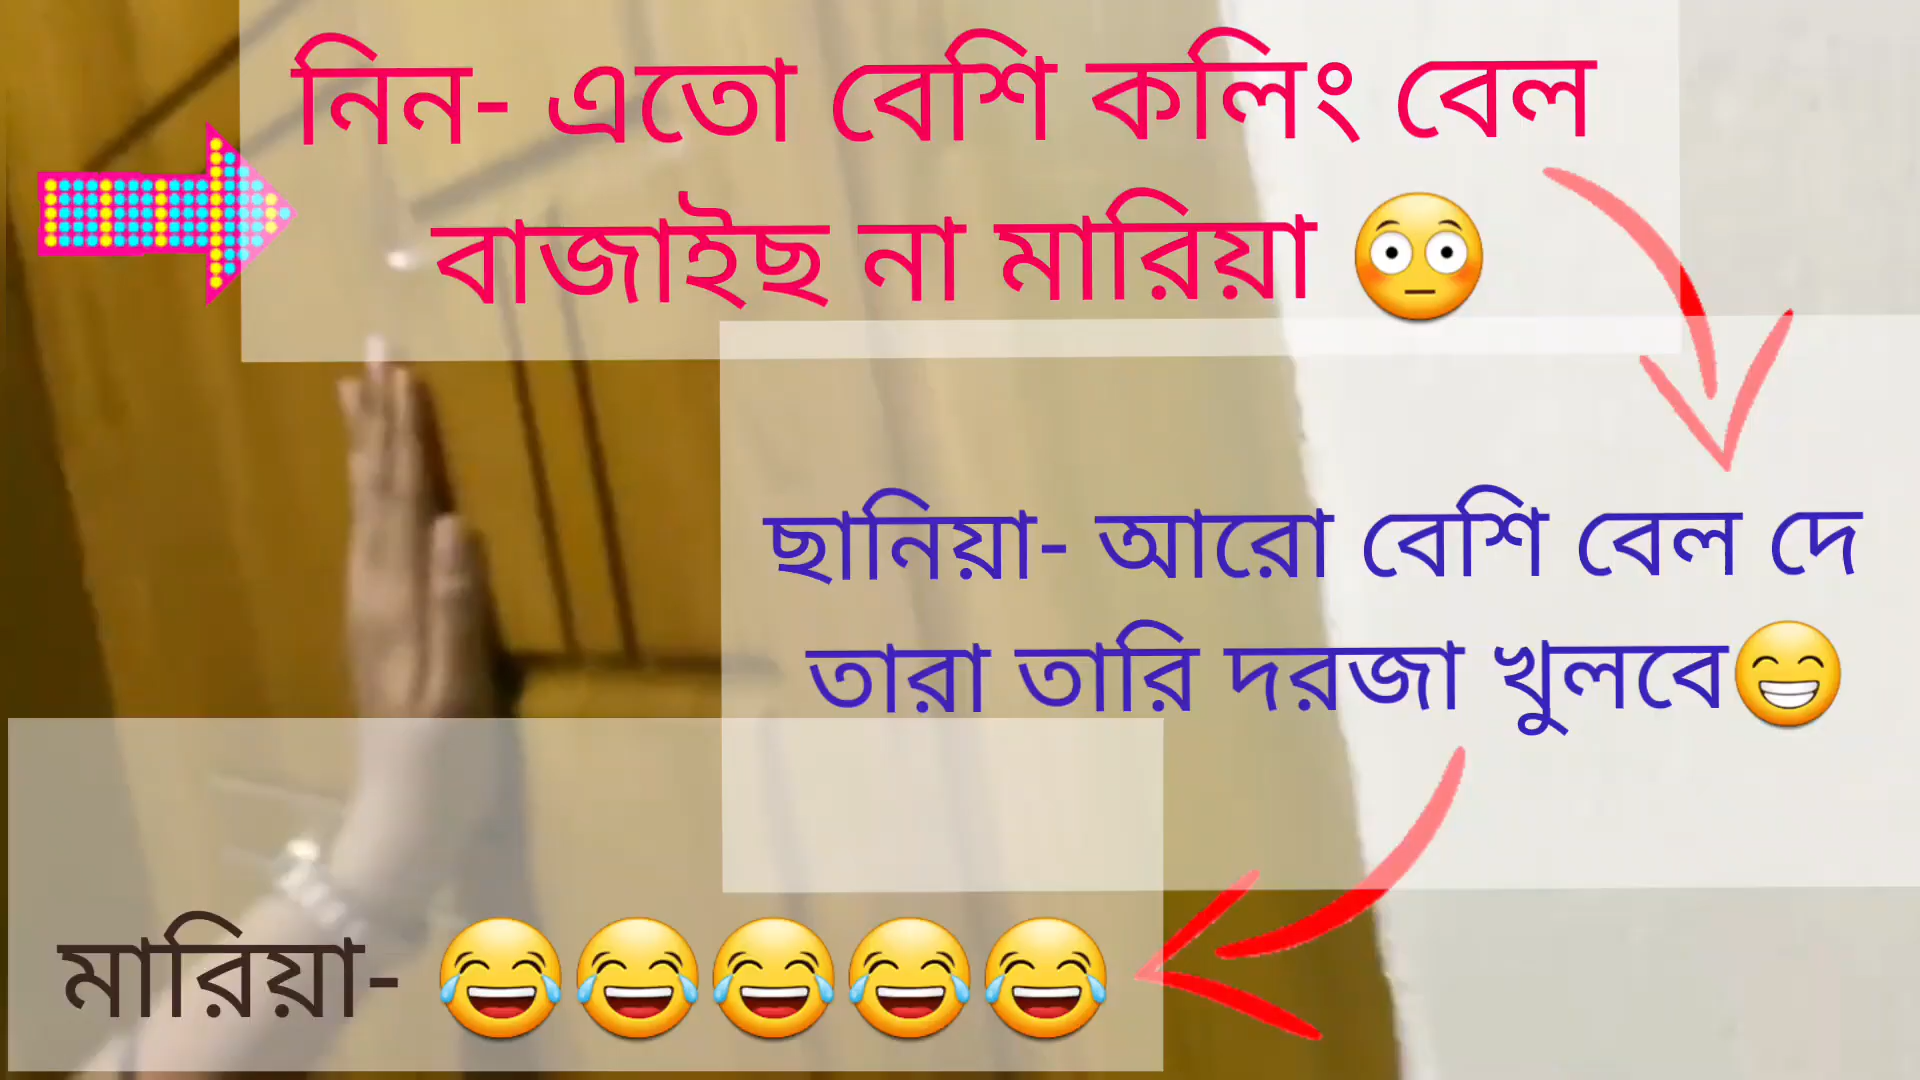 নিন- এতো বেশি কলিং বেল
বাজাইছ না মারিয়া 😳
ছানিয়া- আরো বেশি বেল দে
তারা তারি দরজা খুলবে😁
মারিয়া- 😂😂😂😂😂